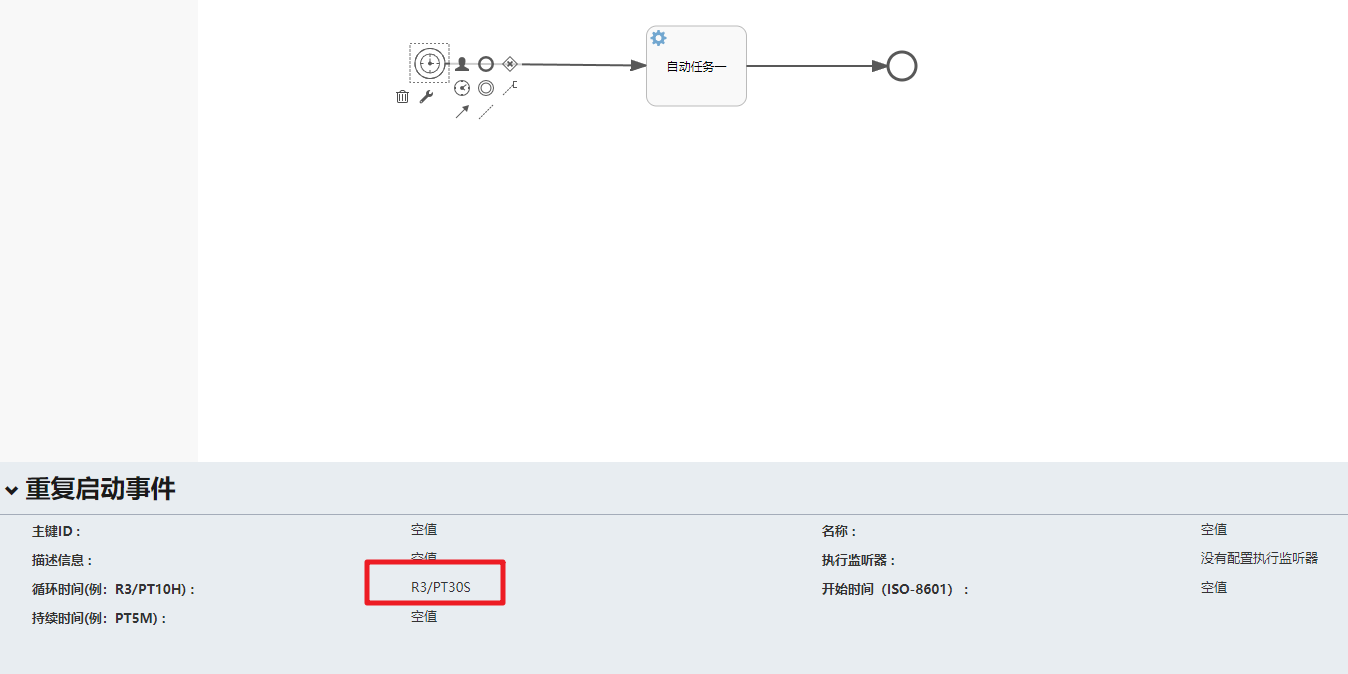 自动任务一
重复启动事件
主键ID :
空值
名称 :
空值
描述信息 :
空值
执行监听器 :
没有配置执行监听器
循环时间(例：R3/PT10H) :
R3/PT30S
开始时间（ISO-8601） :
空值
持续时间(例：PT5M) :
空值